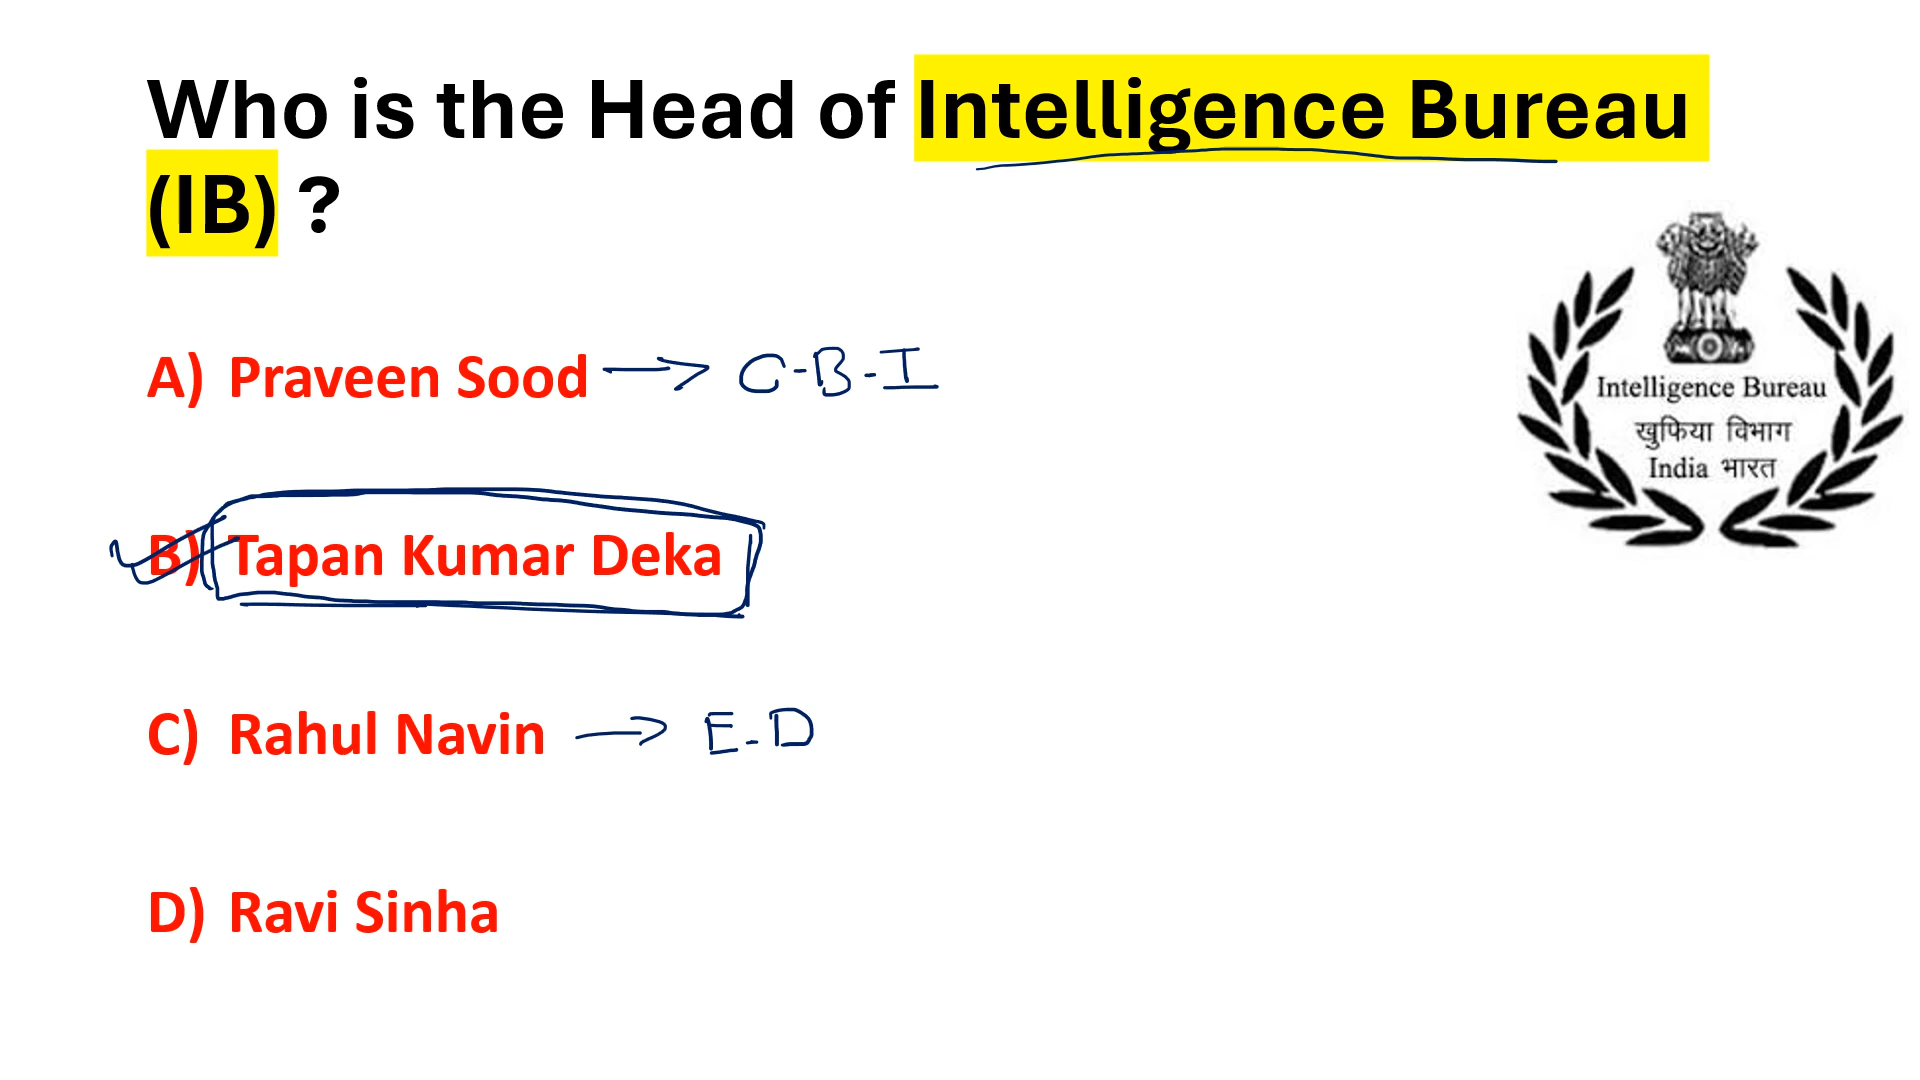 Who is the Head of Intelligence Bureau
(IB) ?
A) Praveen Sood → C-B-I
B) Tapan Kumar Deka
C) Rahul Navin → E-D
D) Ravi Sinha
Intelligence Bureau
खुफिया विभाग
India भारत